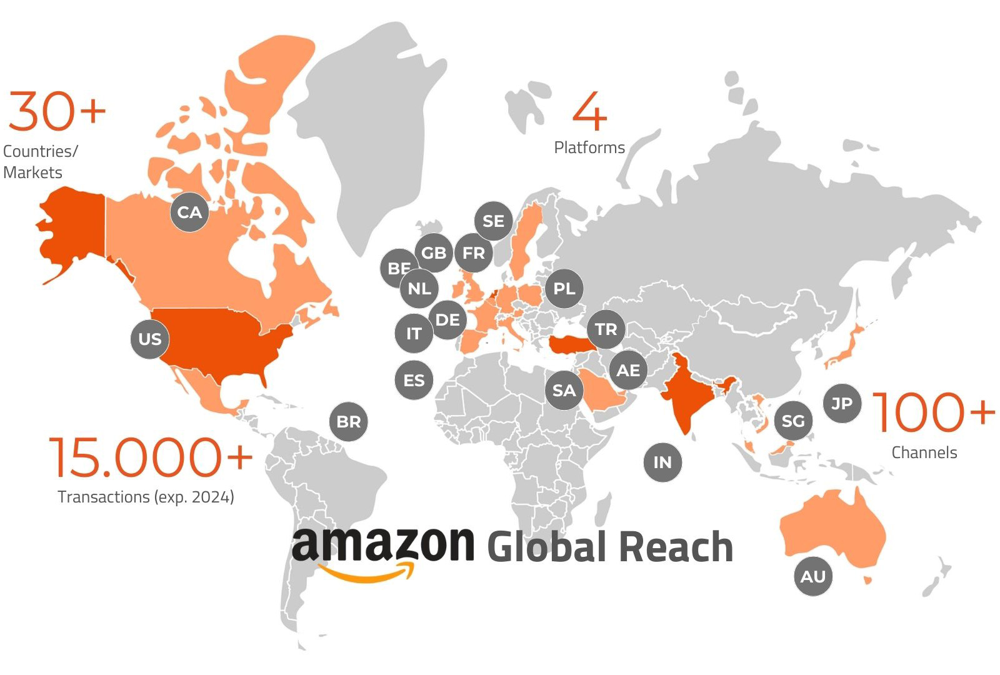 30+
Countries/
Markets
4
Platforms
CA
SE
GB
FR
BE
NL
PL
DE
IT
TR
US
AE
ES
SA
JP
100+
Channels
SG
BR
15.000+
Transactions (exp. 2024)
IN
amazon Global Reach
AU